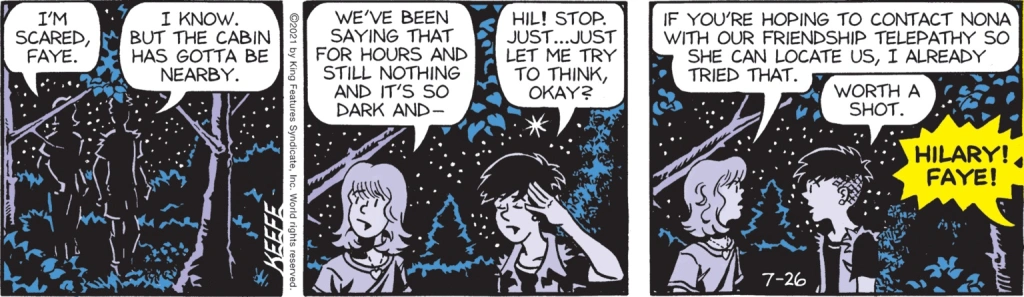 I'M
SCARED,
FAYE.
I KNOW.
BUT THE CABIN
HAS GOTTA BE
NEARBY.
KEEFE
©2021 by King Features Syndicate, Inc. World rights reserved.
WE'VE BEEN
SAYING THAT
FOR HOURS AND
STILL NOTHING
AND IT'S SO
DARK AND—
HIL! STOP.
JUST...JUST
LET ME TRY
TO THINK,
OKAY?
IF YOU'RE HOPING TO CONTACT NONA
WITH OUR FRIENDSHIP TELEPATHY SO
SHE CAN LOCATE US, I ALREADY
TRIED THAT.
WORTH A
SHOT.
HILARY!
FAYE!
7-26